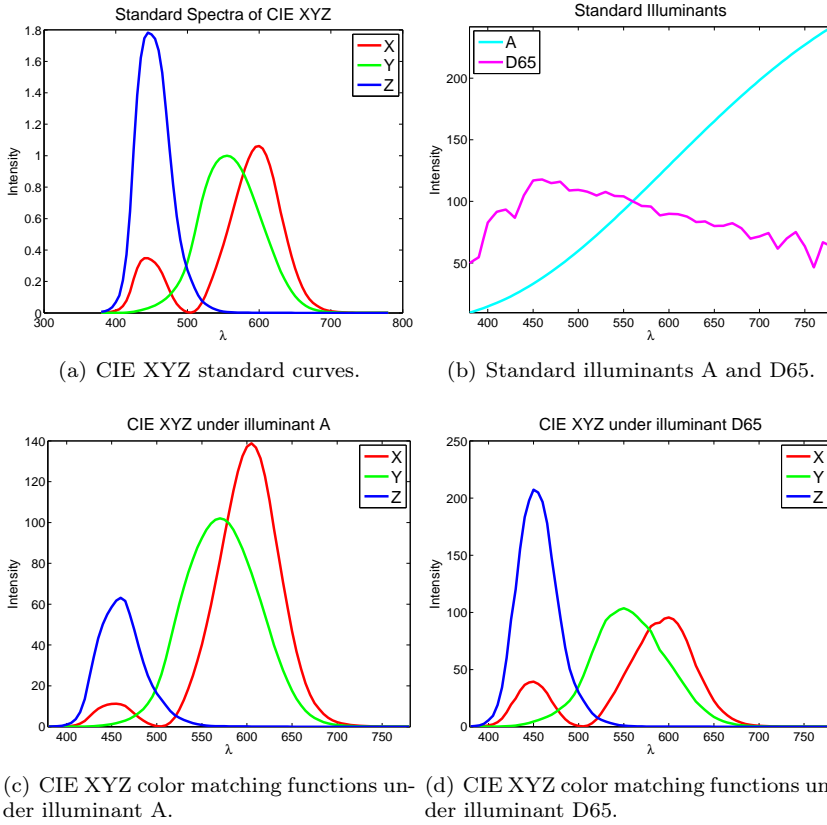 Standard Spectra of CIE XYZ
1.8
1.6
1.4
1.2
1
0.8
0.6
0.4
0.2
0
Intensity
300 400 500 600 700 800
λ
X
Y
Z
(a) CIE XYZ standard curves.
Standard Illuminants
A
D65
200
150
100
50
Intensity
400 450 500 550 600 650 700 750
λ
(b) Standard illuminants A and D65.
CIE XYZ under illuminant A
140
120
100
80
60
40
20
0
Intensity
400 450 500 550 600 650 700 750
λ
X
Y
Z
(c) CIE XYZ color matching functions un-
der illuminant A.
CIE XYZ under illuminant D65
250
200
150
100
50
0
Intensity
400 450 500 550 600 650 700 750
λ
X
Y
Z
(d) CIE XYZ color matching functions un
der illuminant D65.